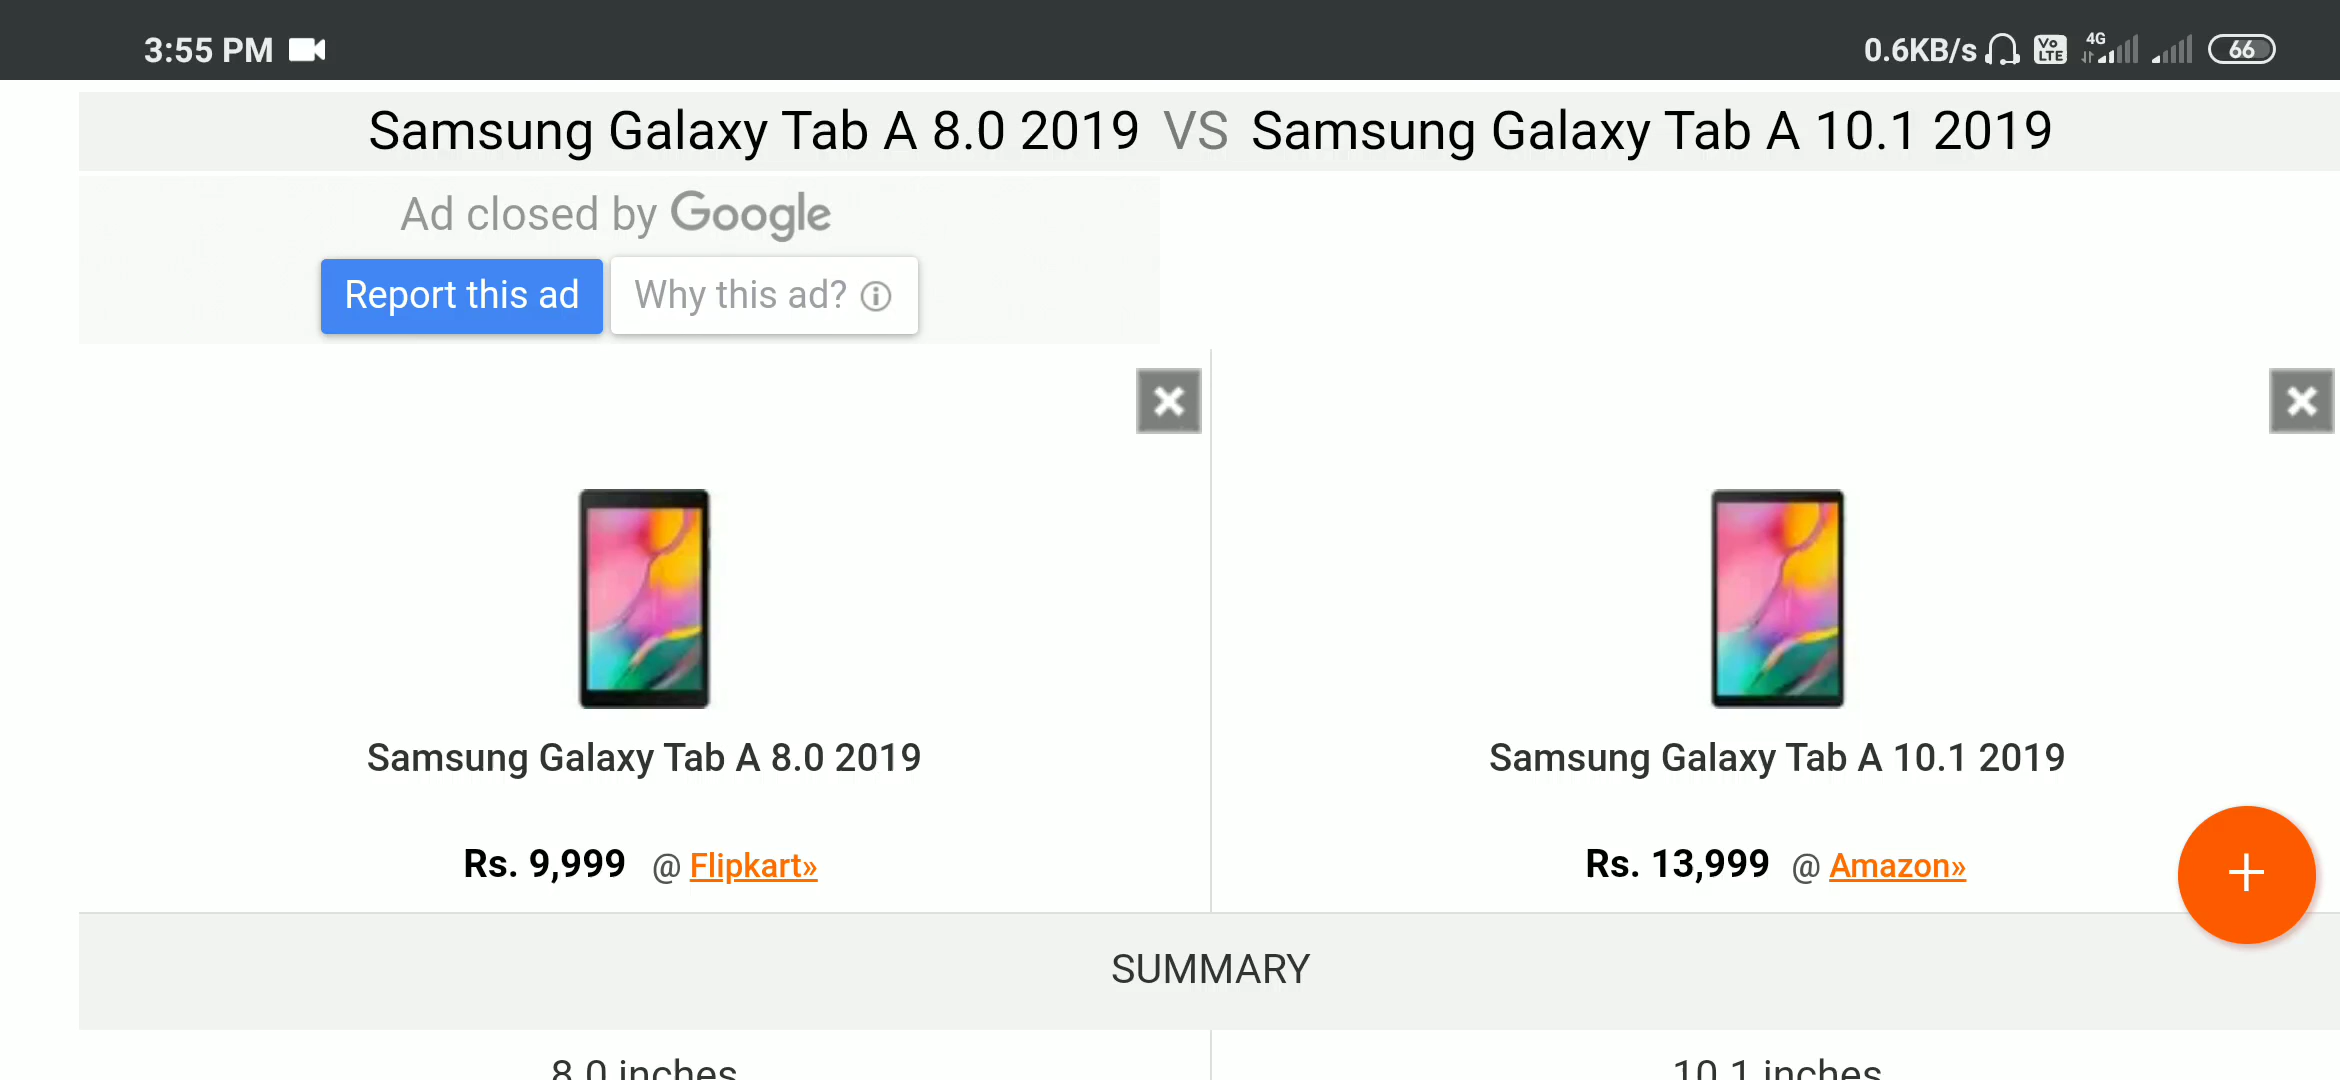 3:55 PM 0.6KB/s Vo LTE 4G 66
Samsung Galaxy Tab A 8.0 2019 VS Samsung Galaxy Tab A 10.1 2019
Ad closed by Google
Report this ad Why this ad?
Samsung Galaxy Tab A 8.0 2019 Samsung Galaxy Tab A 10.1 2019
Rs. 9,999 @ Flipkart» Rs. 13,999 @ Amazon»
SUMMARY
8.0 inches 10.1 inches